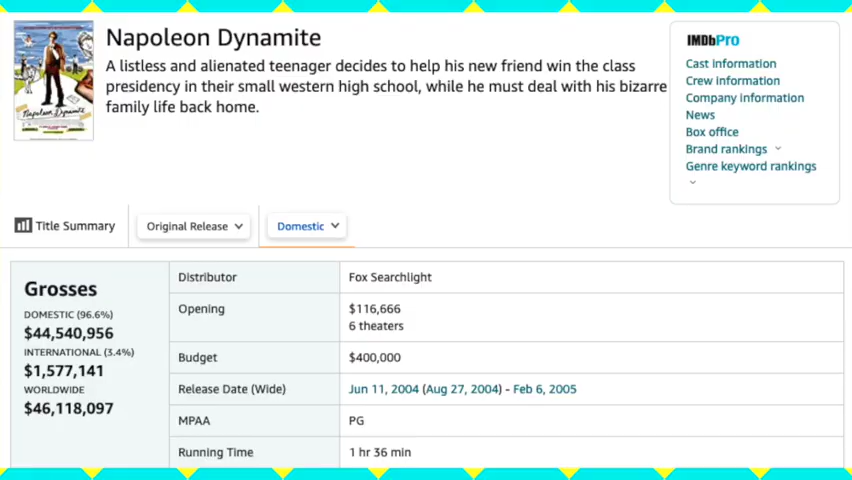 Napoleon Dynamite
A listless and alienated teenager decides to help his new friend win the class
presidency in their small western high school, while he must deal with his bizarre
family life back home.
Napoleon Dynamite
IMDbPro
Cast information
Crew information
Company information
News
Box office
Brand rankings
Genre keyword rankings
Title Summary
Original Release
Domestic
Grosses
DOMESTIC (96.6%)
$44,540,956
INTERNATIONAL (3.4%)
$1,577,141
WORLDWIDE
$46,118,097
Distributor Fox Searchlight
Opening $116,666
6 theaters
Budget $400,000
Release Date (Wide) Jun 11, 2004 (Aug 27, 2004) - Feb 6, 2005
MPAA PG
Running Time 1 hr 36 min